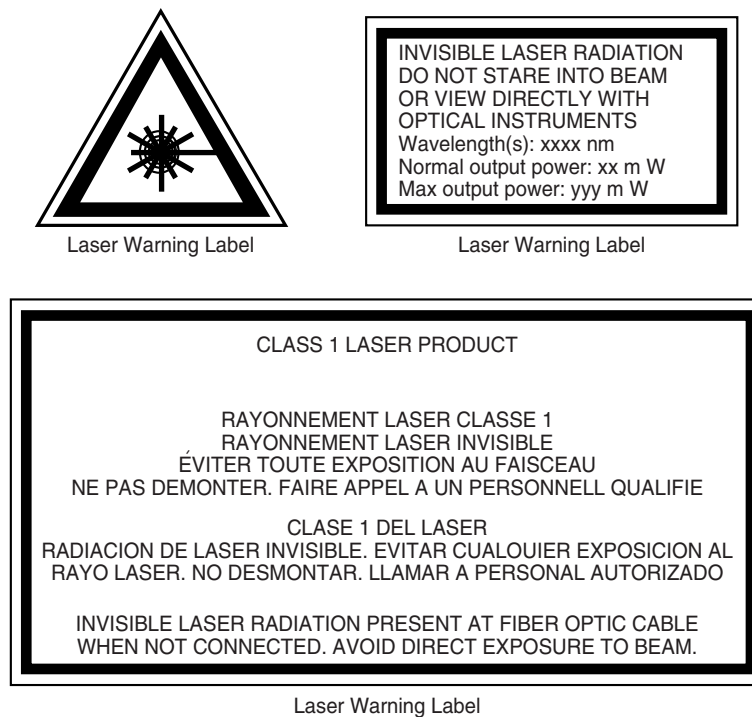 Laser Warning Label
INVISIBLE LASER RADIATION
DO NOT STARE INTO BEAM
OR VIEW DIRECTLY WITH
OPTICAL INSTRUMENTS
Wavelength(s): xxxx nm
Normal output power: xx m W
Max output power: yyy m W
Laser Warning Label
CLASS 1 LASER PRODUCT
RAYONNEMENT LASER CLASSE 1
RAYONNEMENT LASER INVISIBLE
ÉVITER TOUTE EXPOSITION AU FAISCEAU
NE PAS DEMONTER. FAIRE APPEL A UN PERSONNELL QUALIFIE
CLASE 1 DEL LASER
RADIACION DE LASER INVISIBLE. EVITAR CUALOUIER EXPOSICION AL
RAYO LASER. NO DESMONTAR. LLAMAR A PERSONAL AUTORIZADO
INVISIBLE LASER RADIATION PRESENT AT FIBER OPTIC CABLE
WHEN NOT CONNECTED. AVOID DIRECT EXPOSURE TO BEAM.
Laser Warning Label